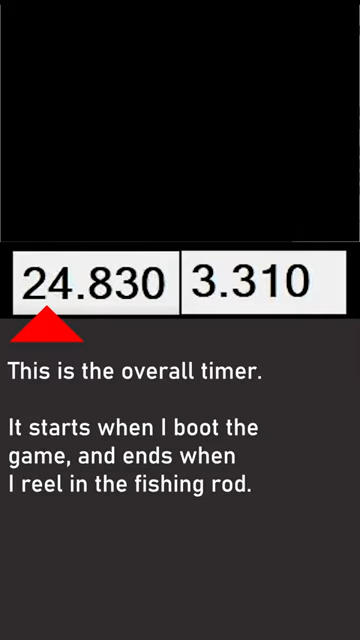 24.830 3.310
This is the overall timer.
It starts when I boot the
game, and ends when
I reel in the fishing rod.